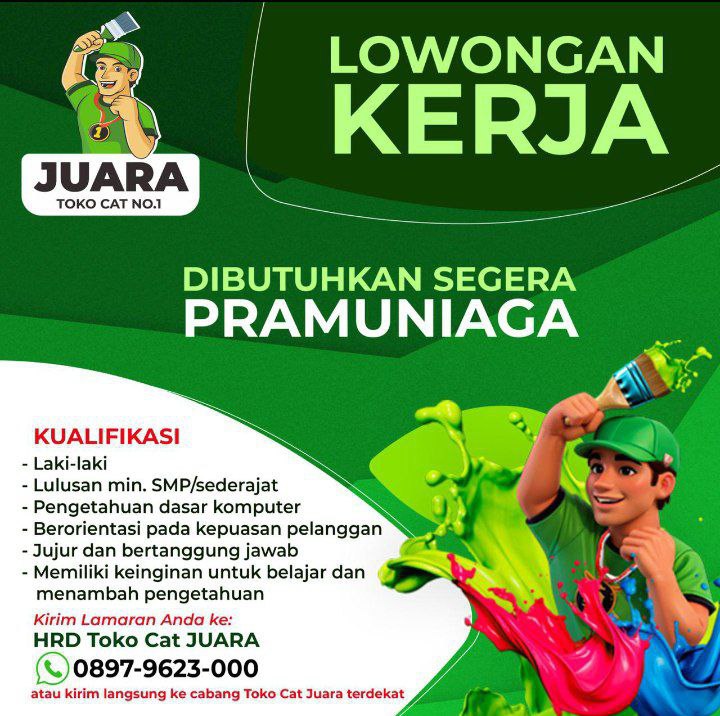 JUARA
TOKO CAT NO.1
LOWONGAN
KERJA
DIBUTUHKAN SEGERA
PRAMUNIAGA
KUALIFIKASI
- Laki-laki
- Lulusan min. SMP/sederajat
- Pengetahuan dasar komputer
- Berorientasi pada kepuasan pelanggan
- Jujur dan bertanggung jawab
- Memiliki keinginan untuk belajar dan
menambah pengetahuan
Kirim Lamaran Anda ke:
HRD Toko Cat JUARA
0897-9623-000
atau kirim langsung ke cabang Toko Cat Juara terdekat